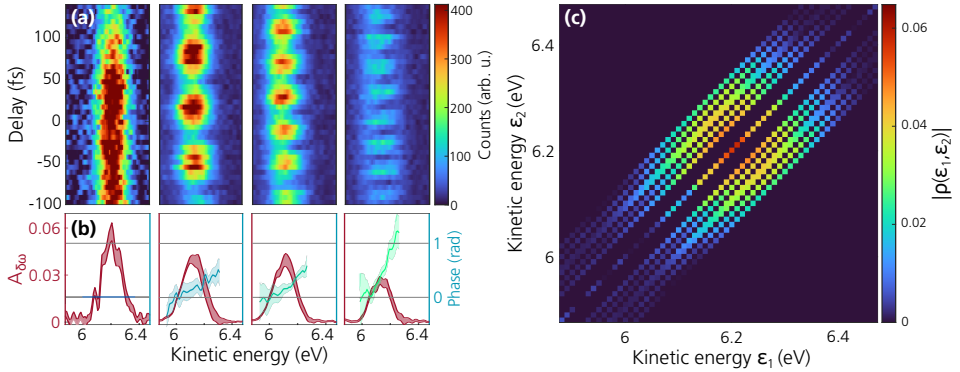 (a)
Delay (fs)
100
50
0
-50
-100
Counts (arb. u.)
400
300
200
100
0
(b)
A_δω
0.06
0.03
0
Phase (rad)
1
0
6 6.4 6 6.4 6 6.4 6 6.4
Kinetic energy (eV)
(c)
Kinetic energy ε₂ (eV)
6.4
6.2
6
6 6.2 6.4
Kinetic energy ε₁ (eV)
|ρ(ε₁,ε₂)|
0.06
0.04
0.02
0